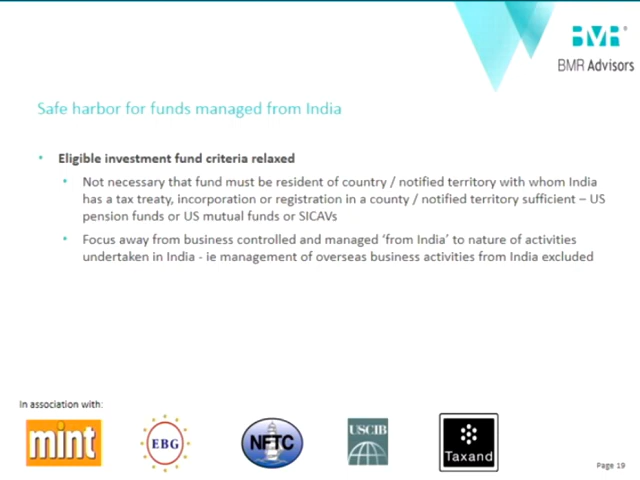 BMR®
BMR Advisors
Safe harbor for funds managed from India
• Eligible investment fund criteria relaxed
• Not necessary that fund must be resident of country / notified territory with whom India
has a tax treaty, incorporation or registration in a county / notified territory sufficient – US
pension funds or US mutual funds or SICAVs
• Focus away from business controlled and managed ‘from India’ to nature of activities
undertaken in India - ie management of overseas business activities from India excluded
In association with:
mint
EBG
NFTC
USCIB
Taxand
Page 19